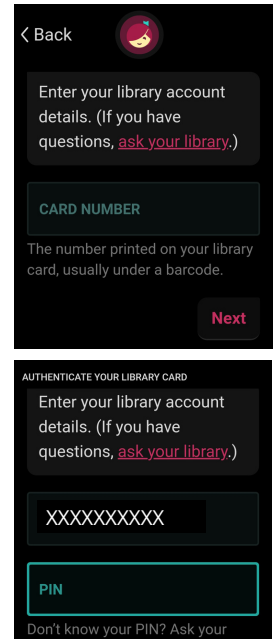 Back
Enter your library account
details. (If you have
questions, ask your library.)
CARD NUMBER
The number printed on your library
card, usually under a barcode.
Next
AUTHENTICATE YOUR LIBRARY CARD
Enter your library account
details. (If you have
questions, ask your library.)
XXXXXXXXXX
PIN
Don't know your PIN? Ask your